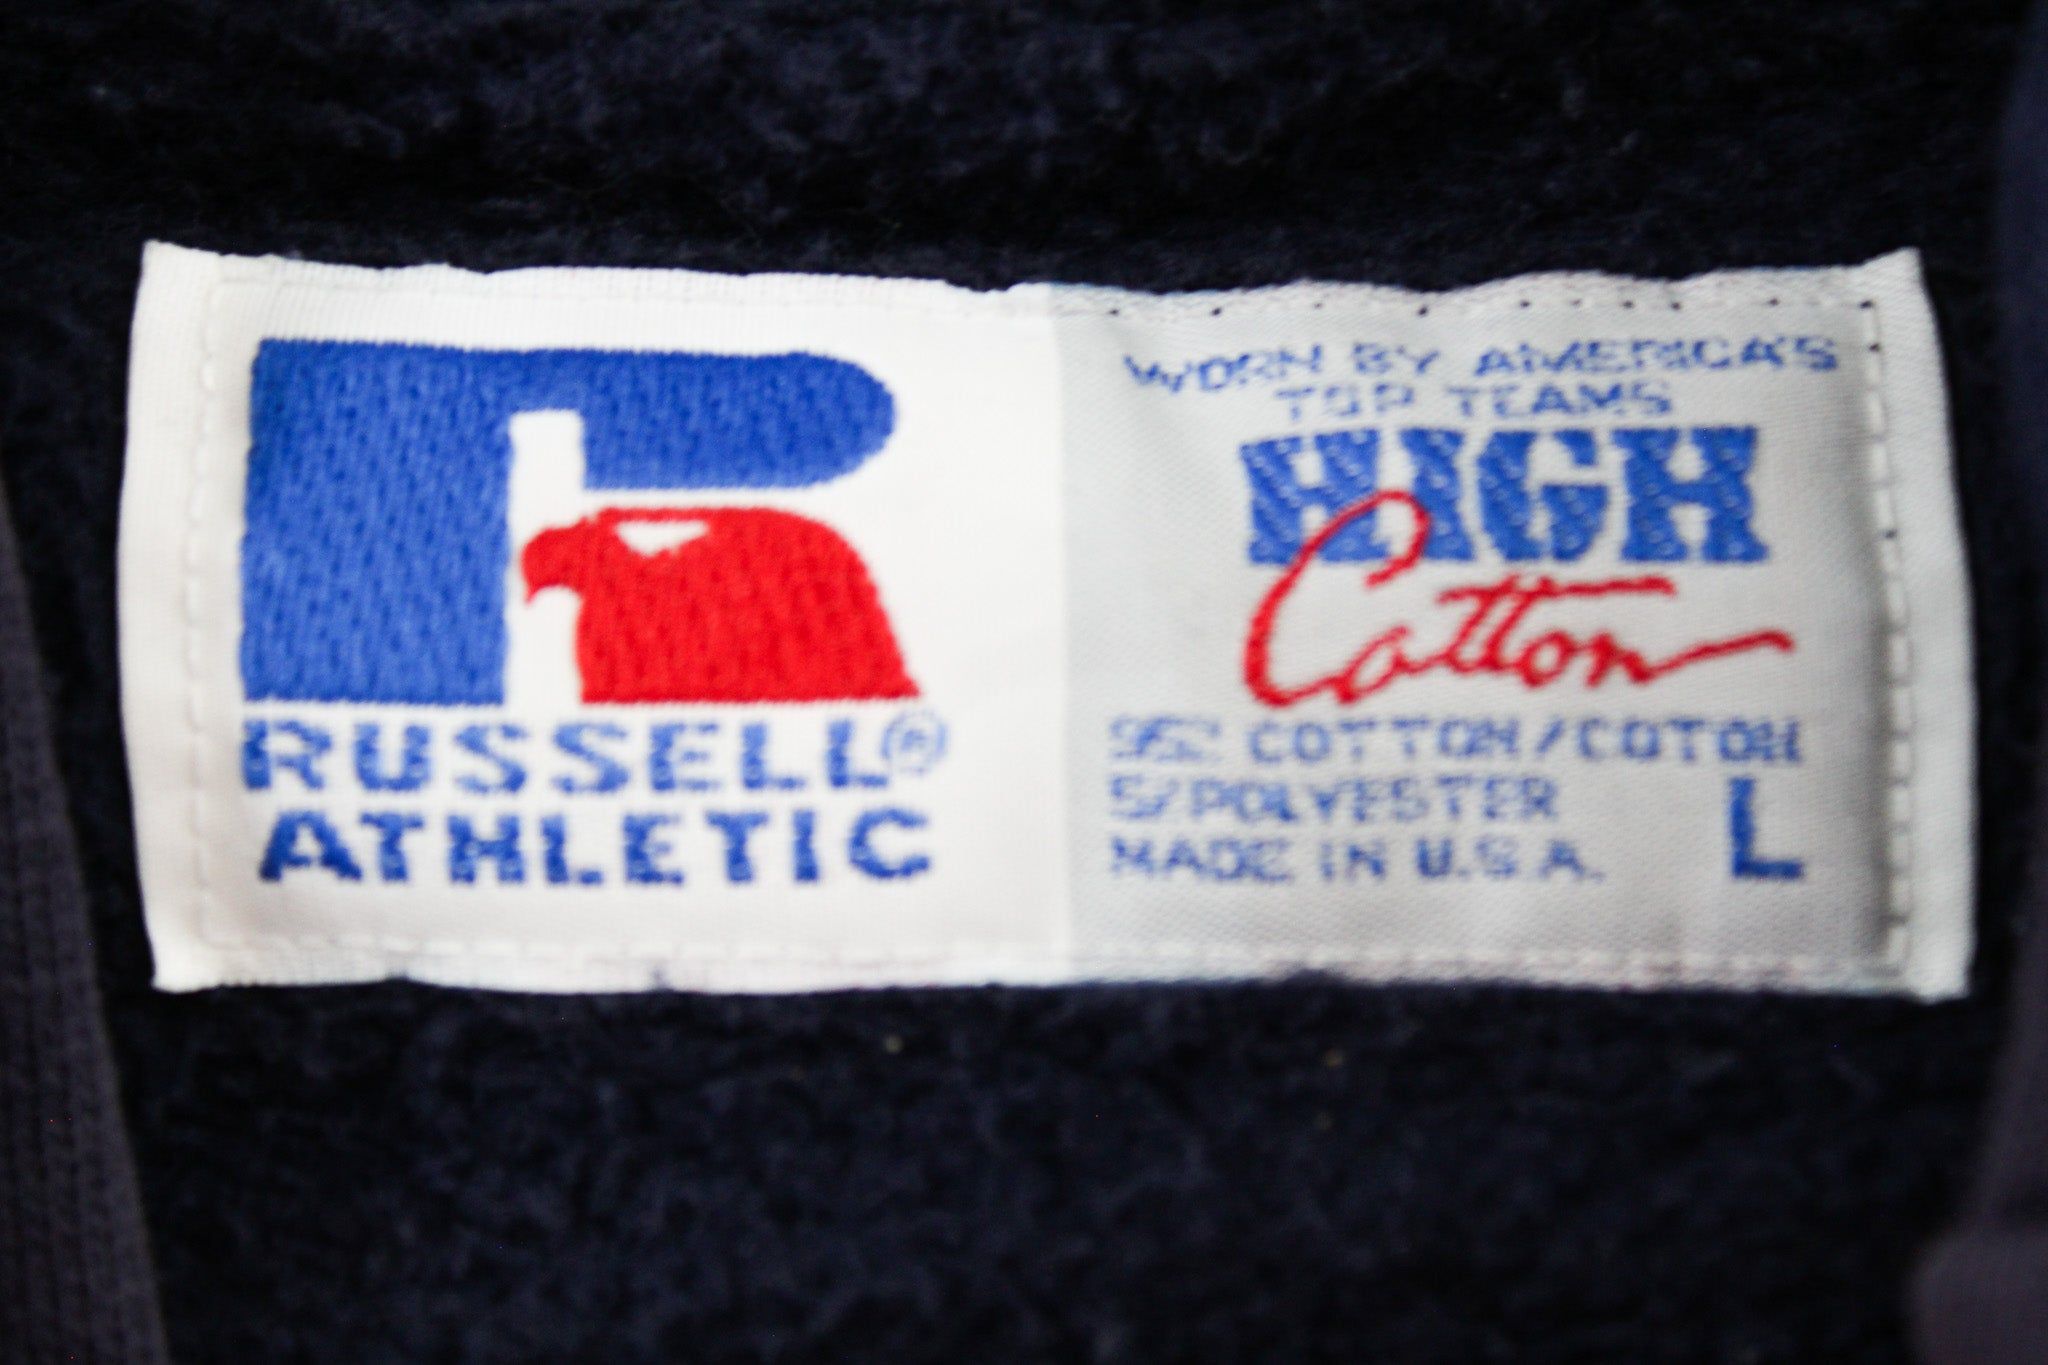 RUSSELL®
ATHLETIC
WORN BY AMERICA'S
TOP TEAMS
HIGH
Cotton
95% COTTON/COTON
5/POLYESTER
MADE IN U.S.A.
L